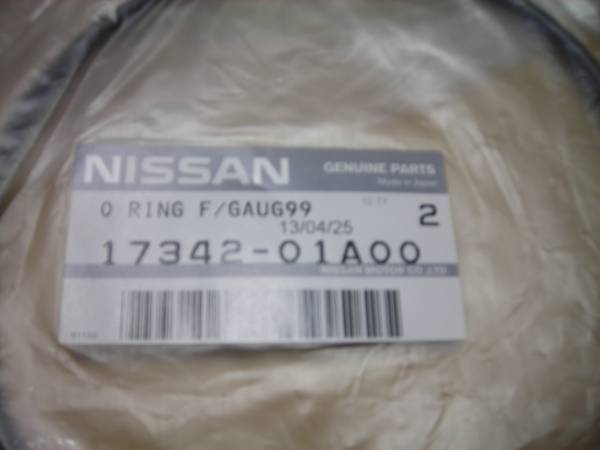 NISSAN
GENUINE PARTS
Made in Japan
O RING F/GAUG99
2
13/04/25
17342-01A00
NISSAN MOTOR CO.,LTD